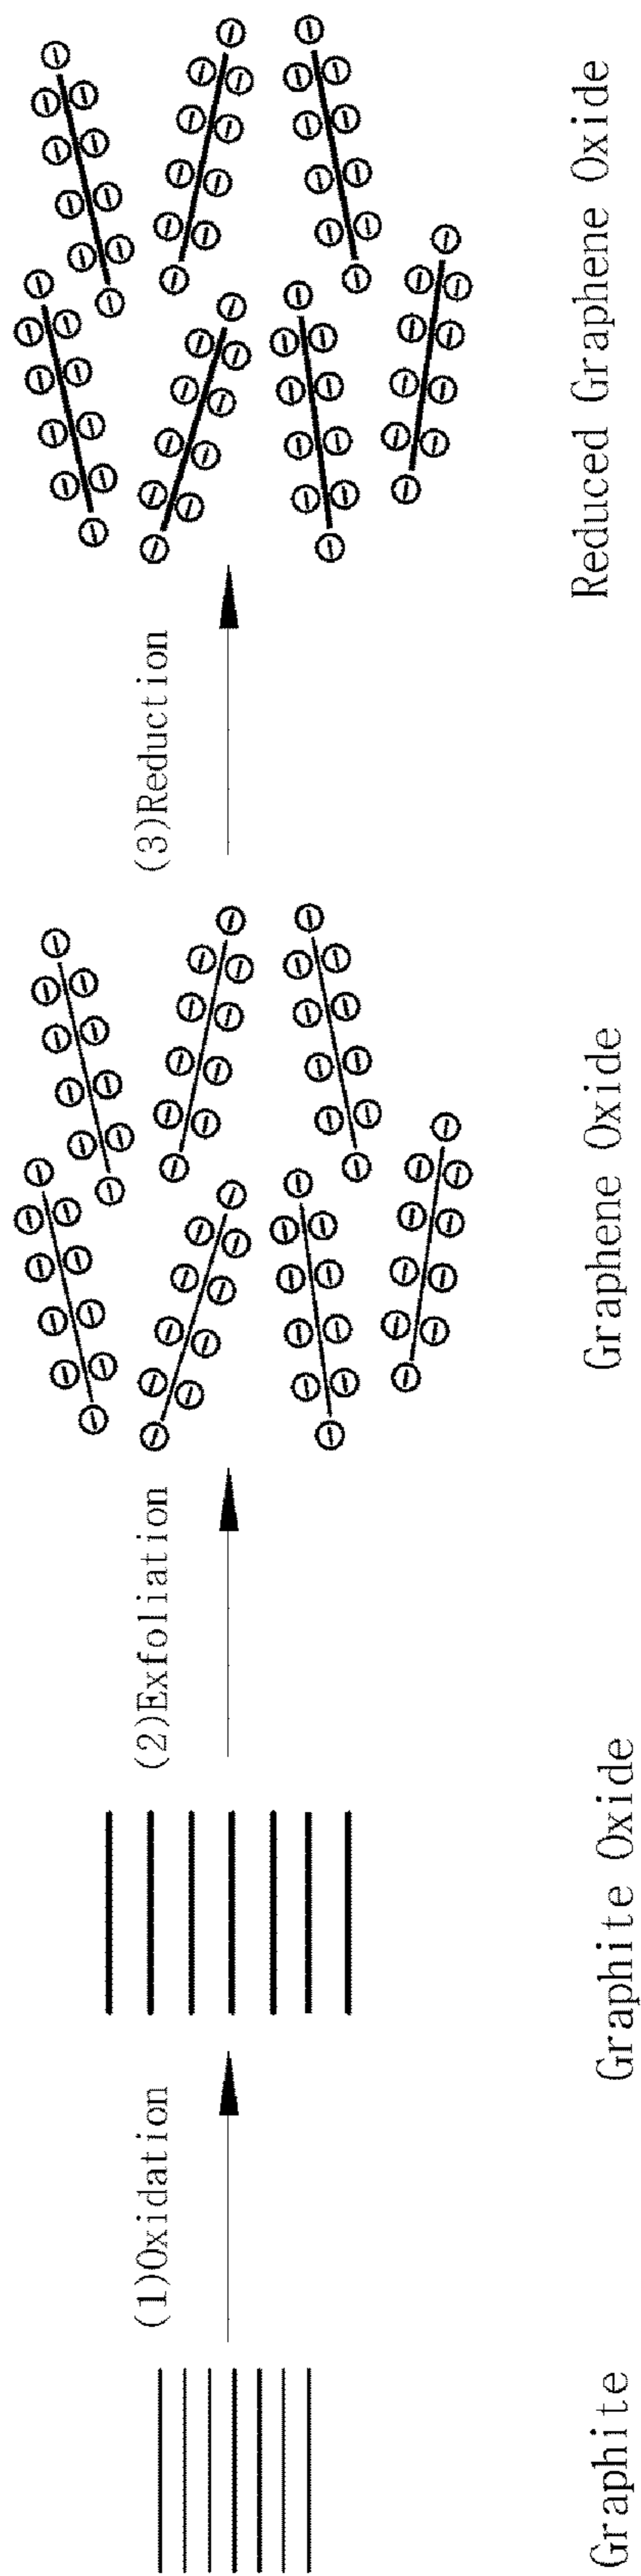 (1)Oxidation
(2)Exfoliation
(3)Reduction
Graphite
Graphite Oxide
Graphene Oxide
Reduced Graphene Oxide